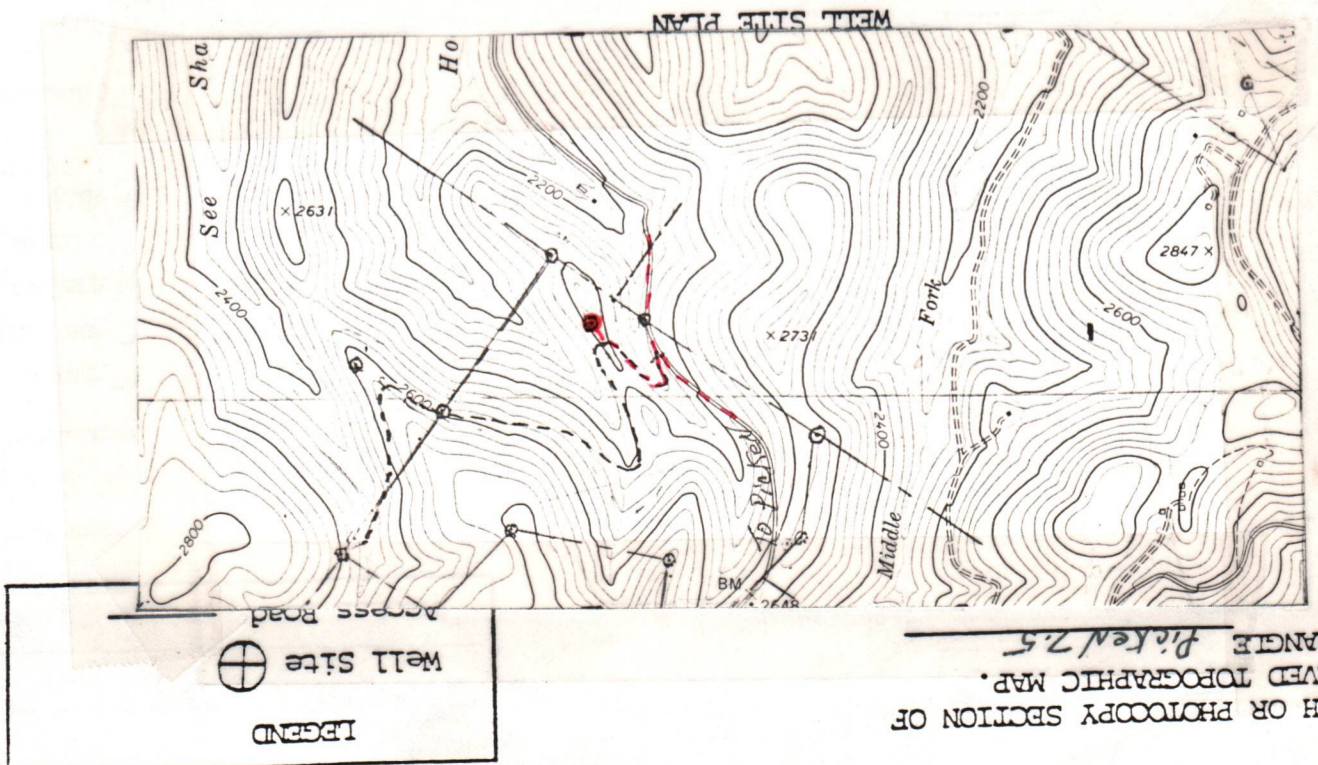 WELL SITE PLAN
LEGEND
Well Site
Access Road
H OR PHOTOCOPY SECTION OF
VED TOPOGRAPHIC MAP.
ANGLE Picken 7.5
Sha
Ho
See
2200
2200
× 2631
2400
2847 ×
Fork
2600
× 2731
2600
2400
To Picken
Middle
2800
BM
2648